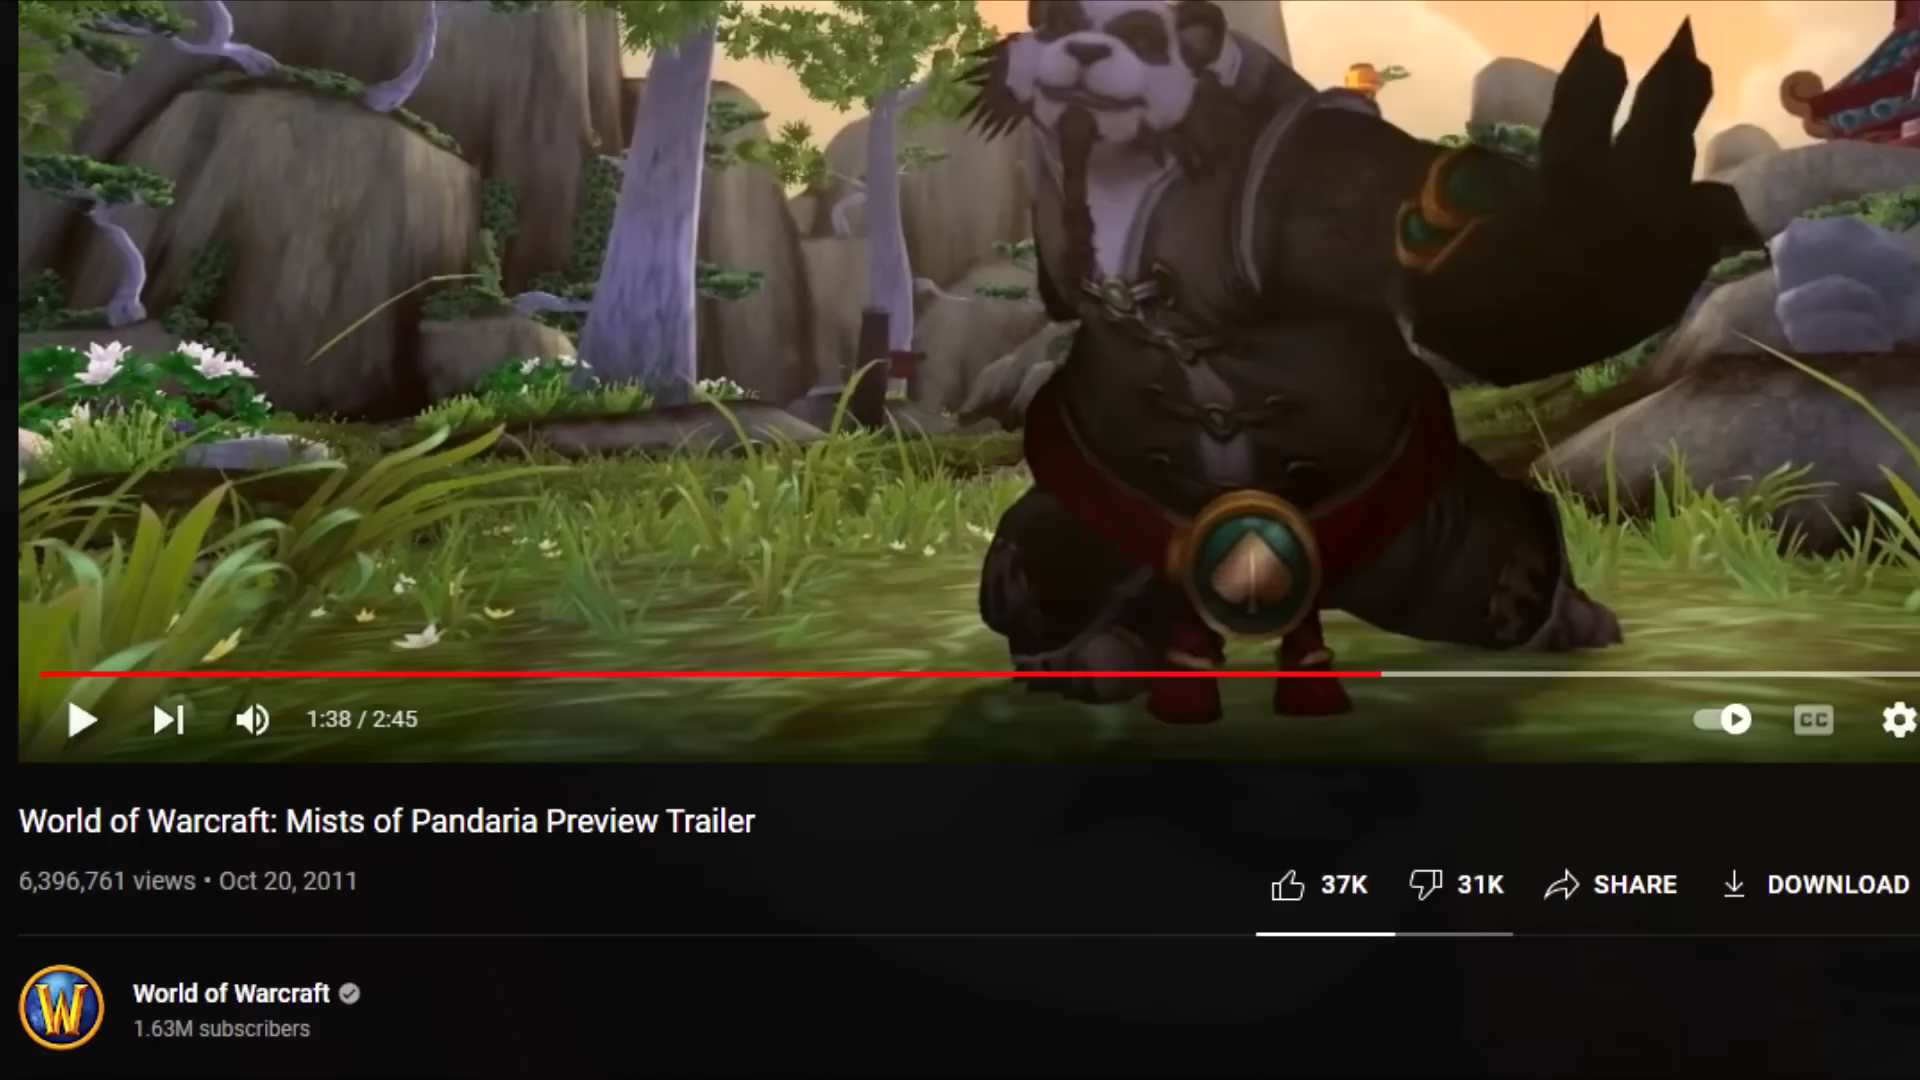 1:38 / 2:45
CC
World of Warcraft: Mists of Pandaria Preview Trailer
6,396,761 views • Oct 20, 2011
37K 31K SHARE DOWNLOAD
W
World of Warcraft
1.63M subscribers